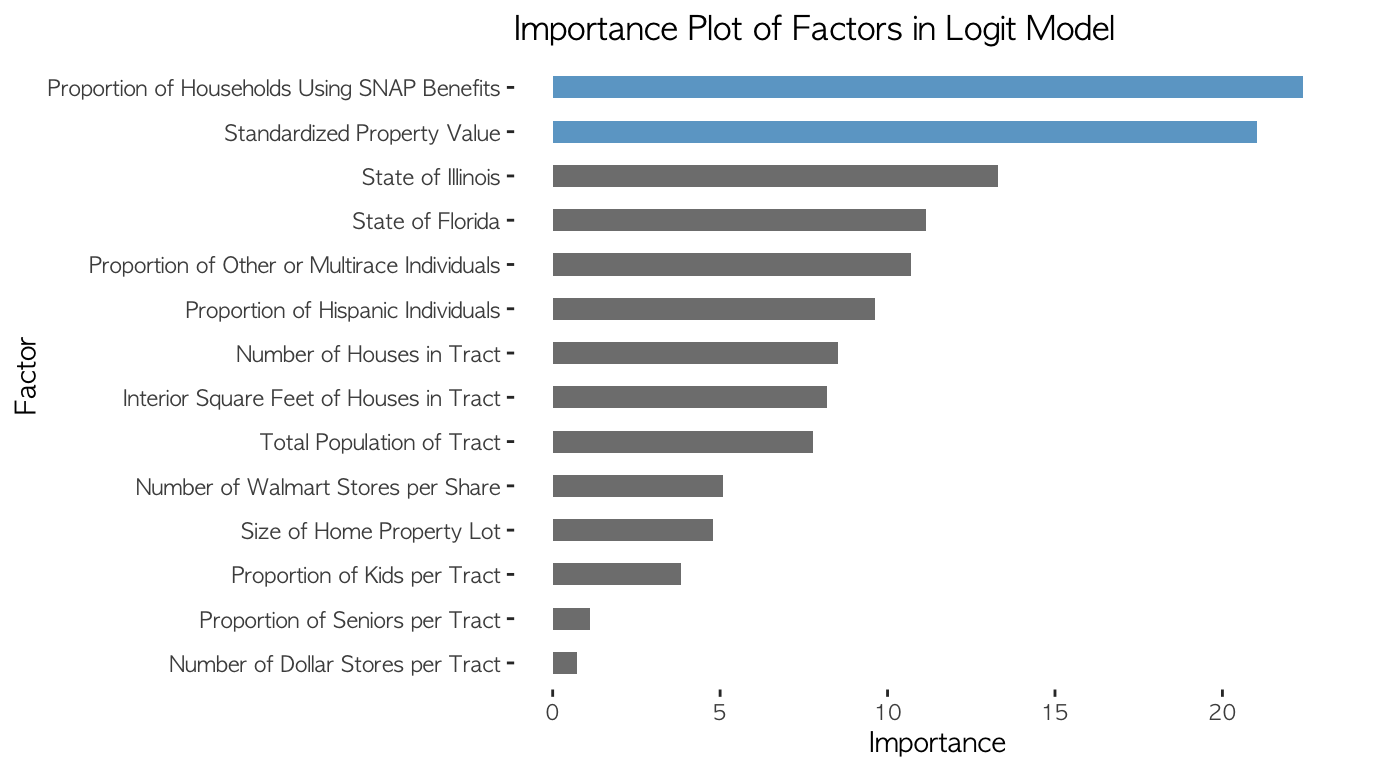 Importance Plot of Factors in Logit Model
Factor
Proportion of Households Using SNAP Benefits
Standardized Property Value
State of Illinois
State of Florida
Proportion of Other or Multirace Individuals
Proportion of Hispanic Individuals
Number of Houses in Tract
Interior Square Feet of Houses in Tract
Total Population of Tract
Number of Walmart Stores per Share
Size of Home Property Lot
Proportion of Kids per Tract
Proportion of Seniors per Tract
Number of Dollar Stores per Tract
0 5 10 15 20
Importance